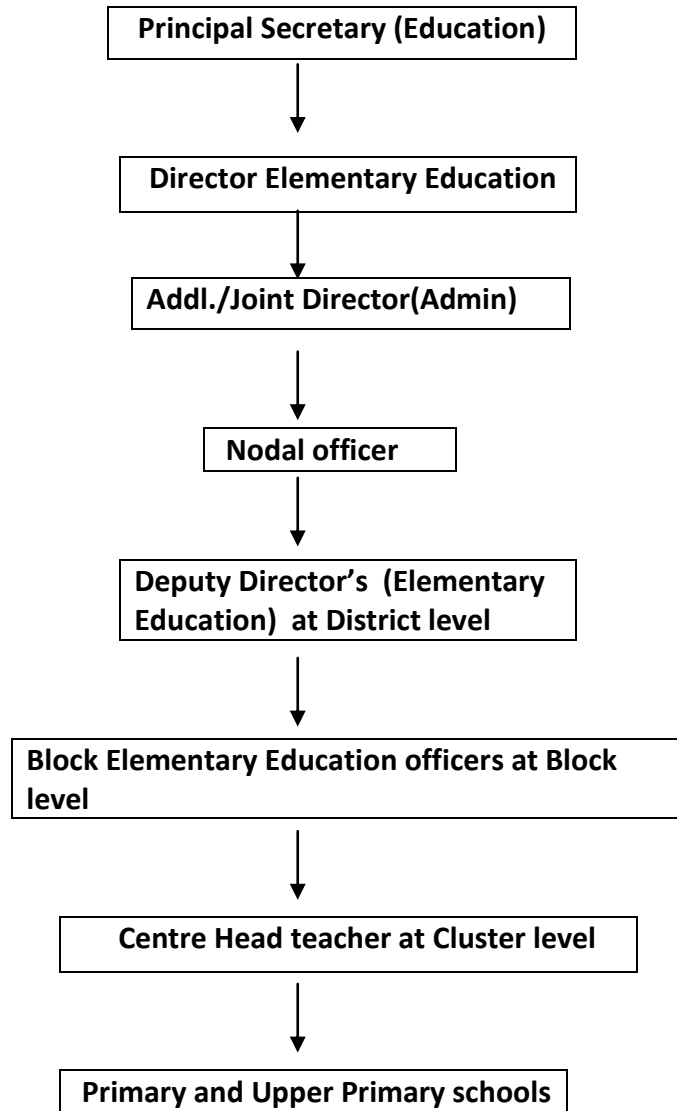 Principal Secretary (Education)
Director Elementary Education
Addl./Joint Director(Admin)
Nodal officer
Deputy Director’s  (Elementary
Education)  at District level
Block Elementary Education officers at Block
level
Centre Head teacher at Cluster level
Primary and Upper Primary schools